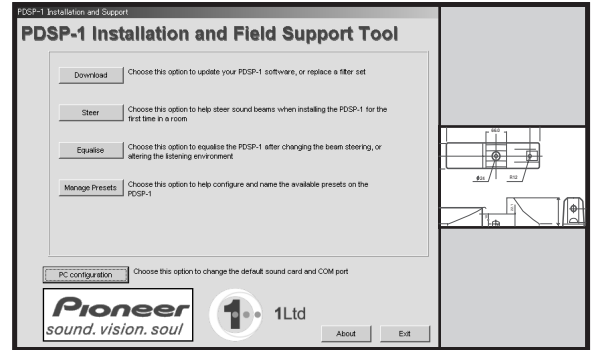 PDSP-1 Installation and Support
PDSP-1 Installation and Field Support Tool
Download
Choose this option to update your PDSP-1 software, or replace a filter set
Steer
Choose this option to help steer sound beams when installing the PDSP-1 for the
first time in a room
Equalise
Choose this option to equalise the PDSP-1 after changing the beam steering, or
altering the listening environment
Manage Presets
Choose this option to help configure and name the available presets on the
PDSP-1
PC configuration
Choose this option to change the default sound card and COM port
Pioneer
sound. vision. soul
1
1Ltd
About
Exit
R12